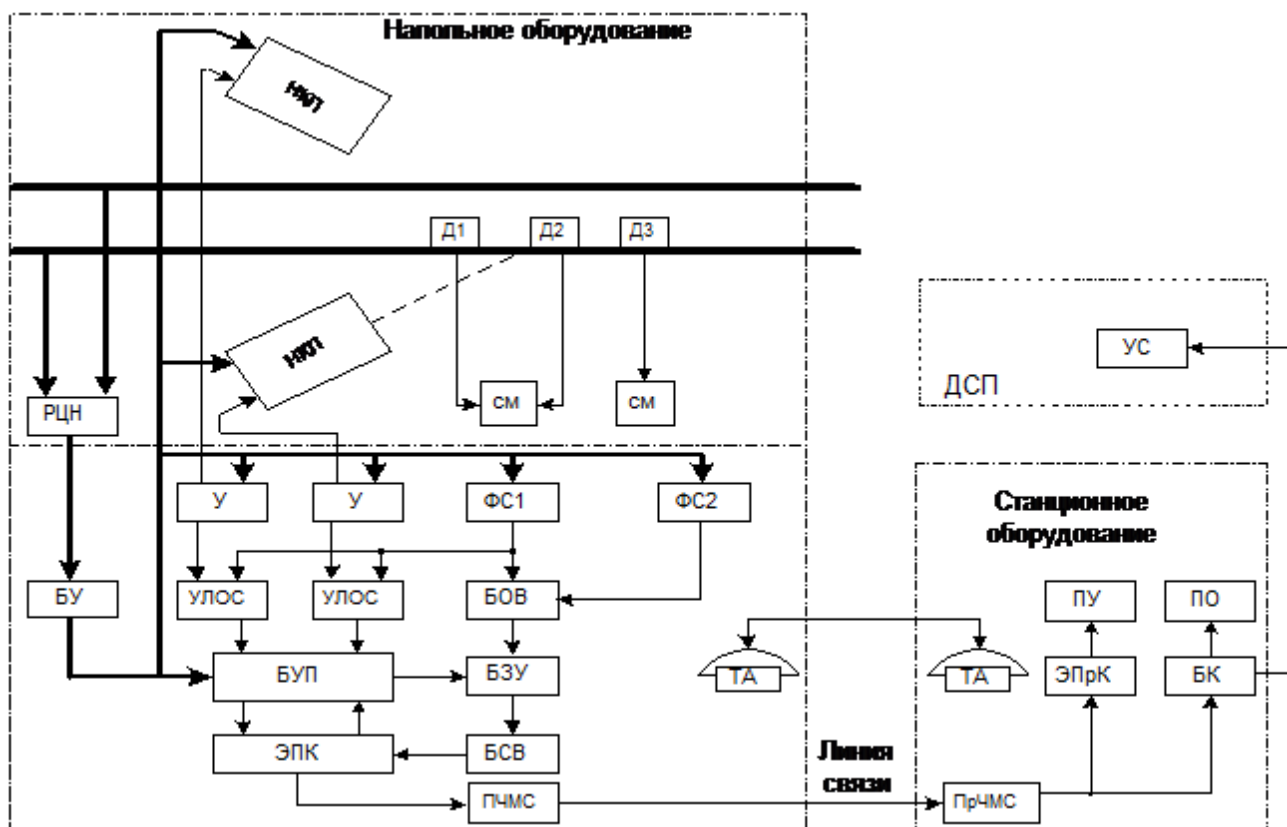 Напольное оборудование
НКП
Д1 Д2 Д3
НКП
УС
ДСП
РЦН
СМ СМ
У У ФС1 ФС2
Станционное
оборудование
БУ УЛОС УЛОС БОВ ПУ ПО
БУП БЗУ ТА ТА ЭПрК БК
ЭПК БСВ
Линия
связи
ПЧМС ПрЧМС